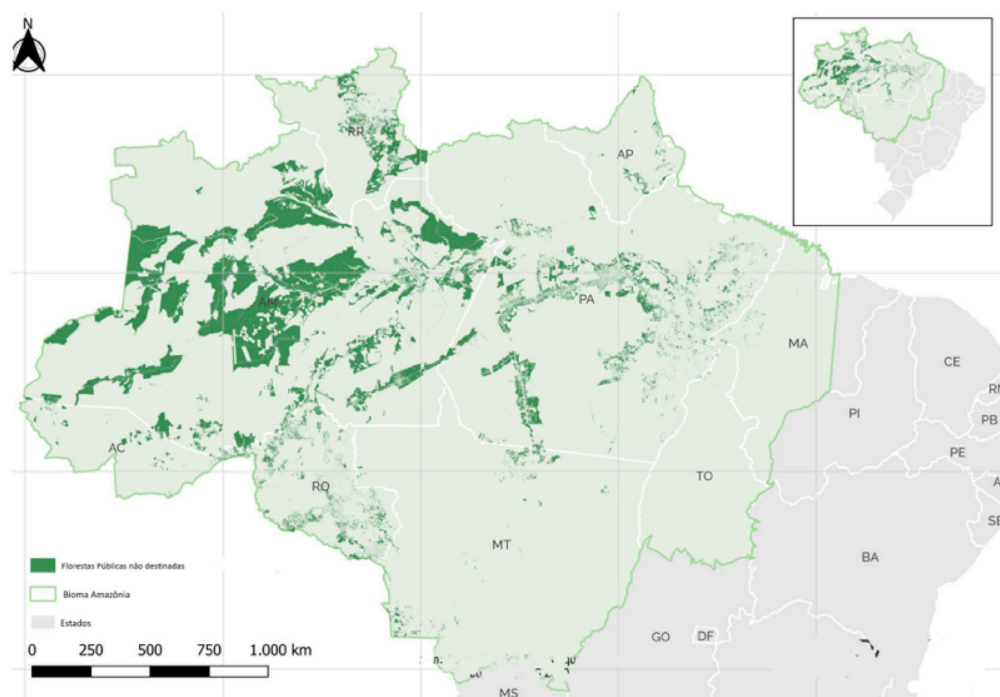 N
RR
AP
AM
PA
MA
CE
RN
PI
PB
PE
AC
TO
RO
SE
MT
BA
Florestas Públicas não destinadas
Bioma Amazônia
Estados
GO
DF
0 250 500 750 1.000 km
MS